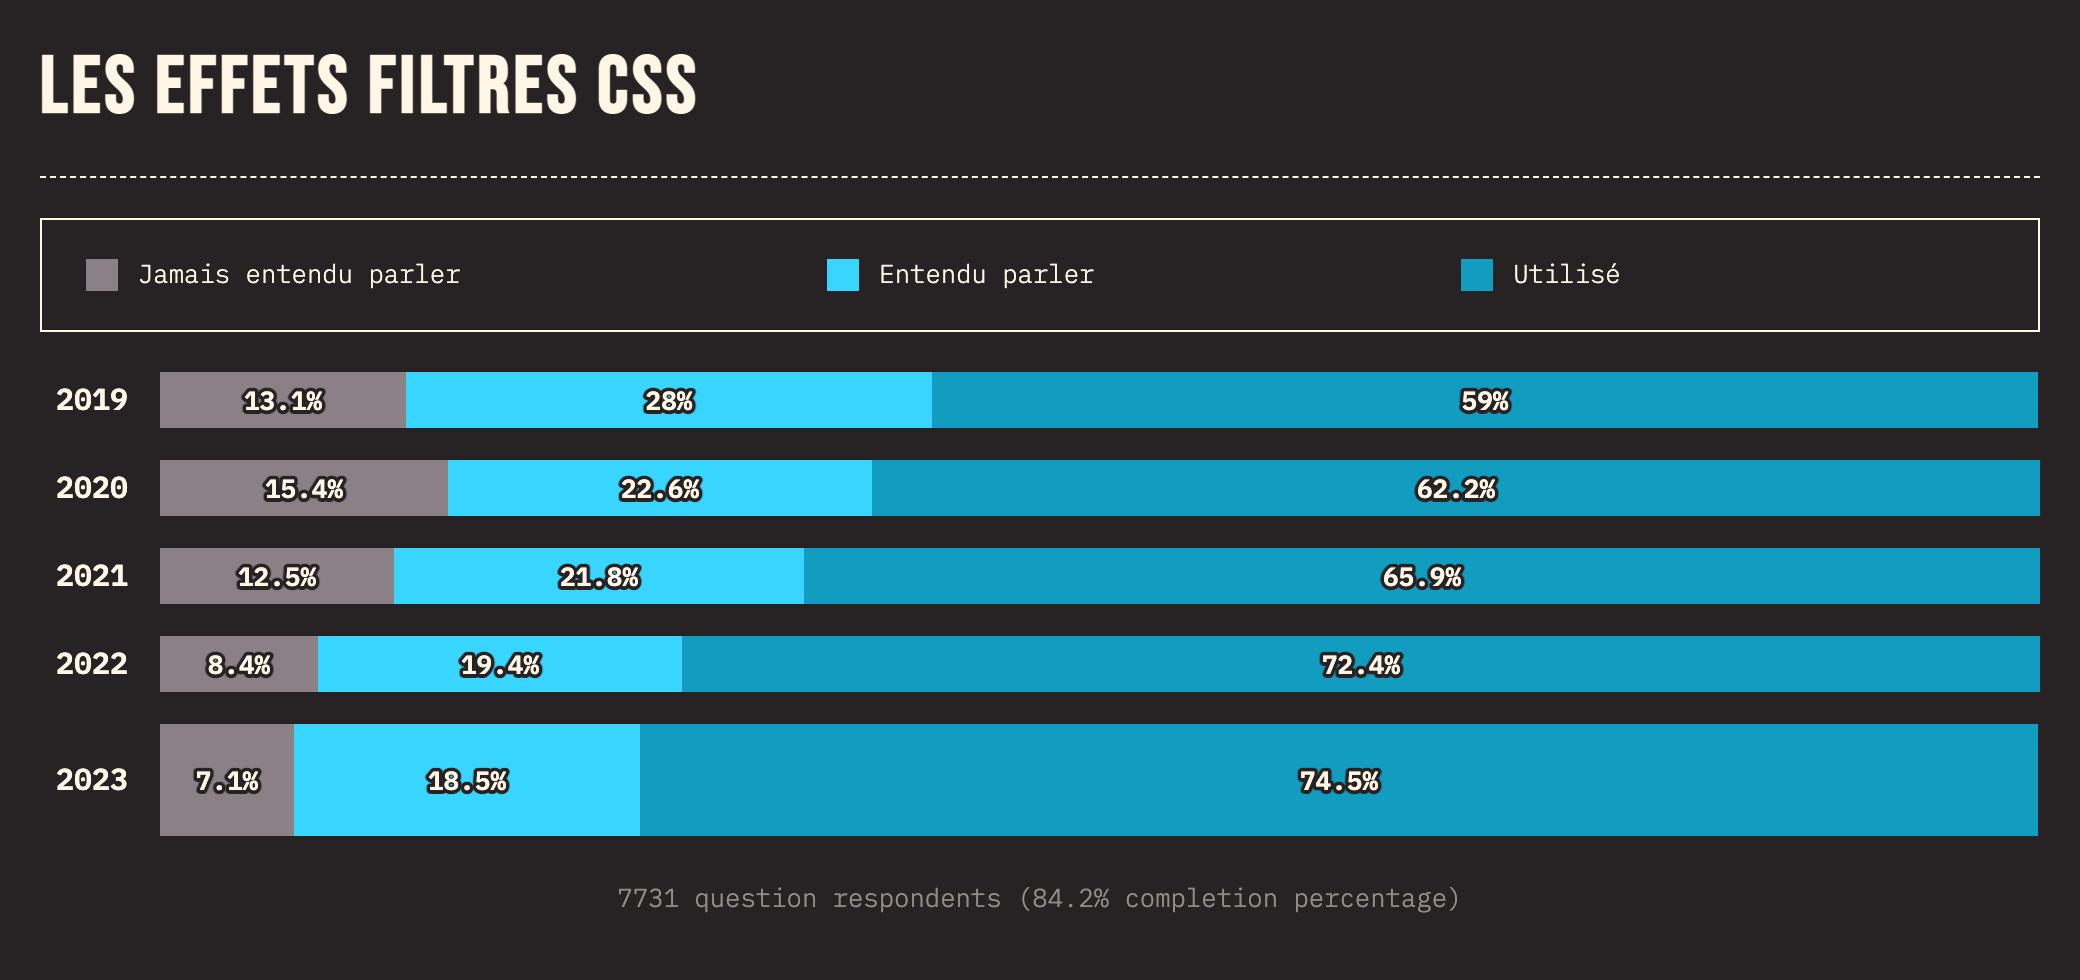 LES EFFETS FILTRES CSS
Jamais entendu parler Entendu parler Utilisé
2019 13.1% 28% 59%
2020 15.4% 22.6% 62.2%
2021 12.5% 21.8% 65.9%
2022 8.4% 19.4% 72.4%
2023 7.1% 18.5% 74.5%
7731 question respondents (84.2% completion percentage)